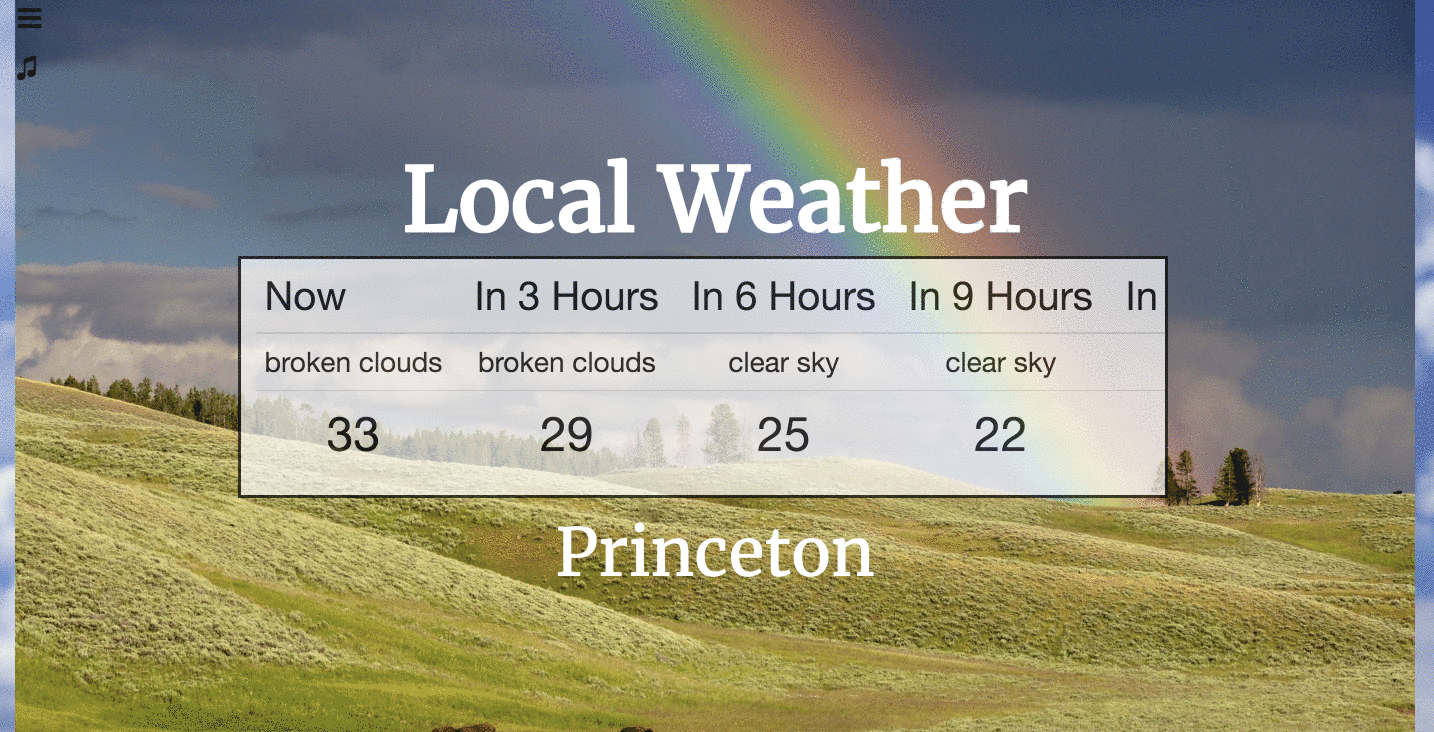 Local Weather
Now In 3 Hours In 6 Hours In 9 Hours In
broken clouds broken clouds clear sky clear sky
33 29 25 22
Princeton